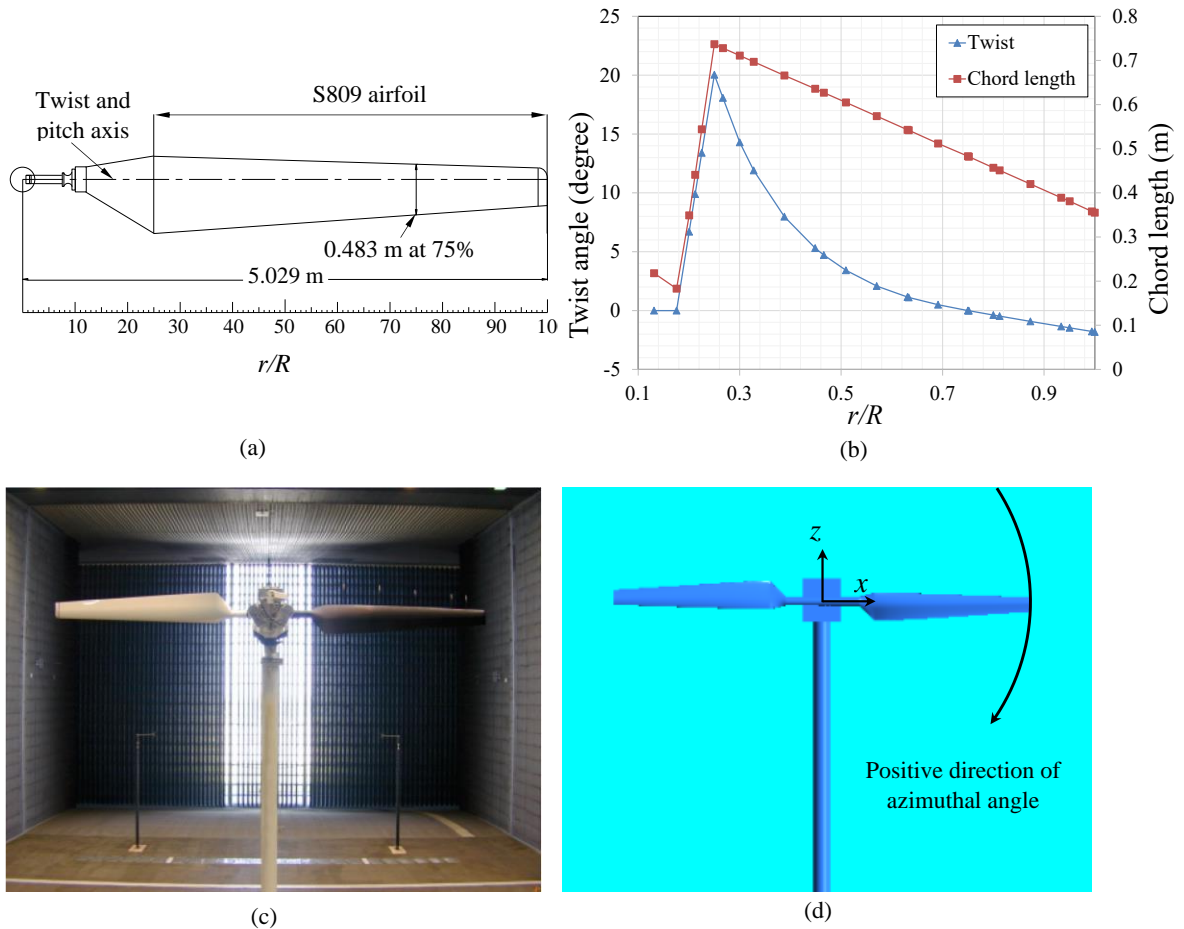 S809 airfoil
Twist and
pitch axis
0.483 m at 75%
5.029 m
10 20 30 40 50 60 70 80 90 10
r/R
(a)
Twist angle (degree)
25
20
15
10
5
0
-5
Twist
Chord length
0.8
0.7
0.6
0.5
0.4
0.3
0.2
0.1
0
Chord length (m)
0.1 0.3 0.5 0.7 0.9
r/R
(b)
(c)
z
x
Positive direction of
azimuthal angle
(d)